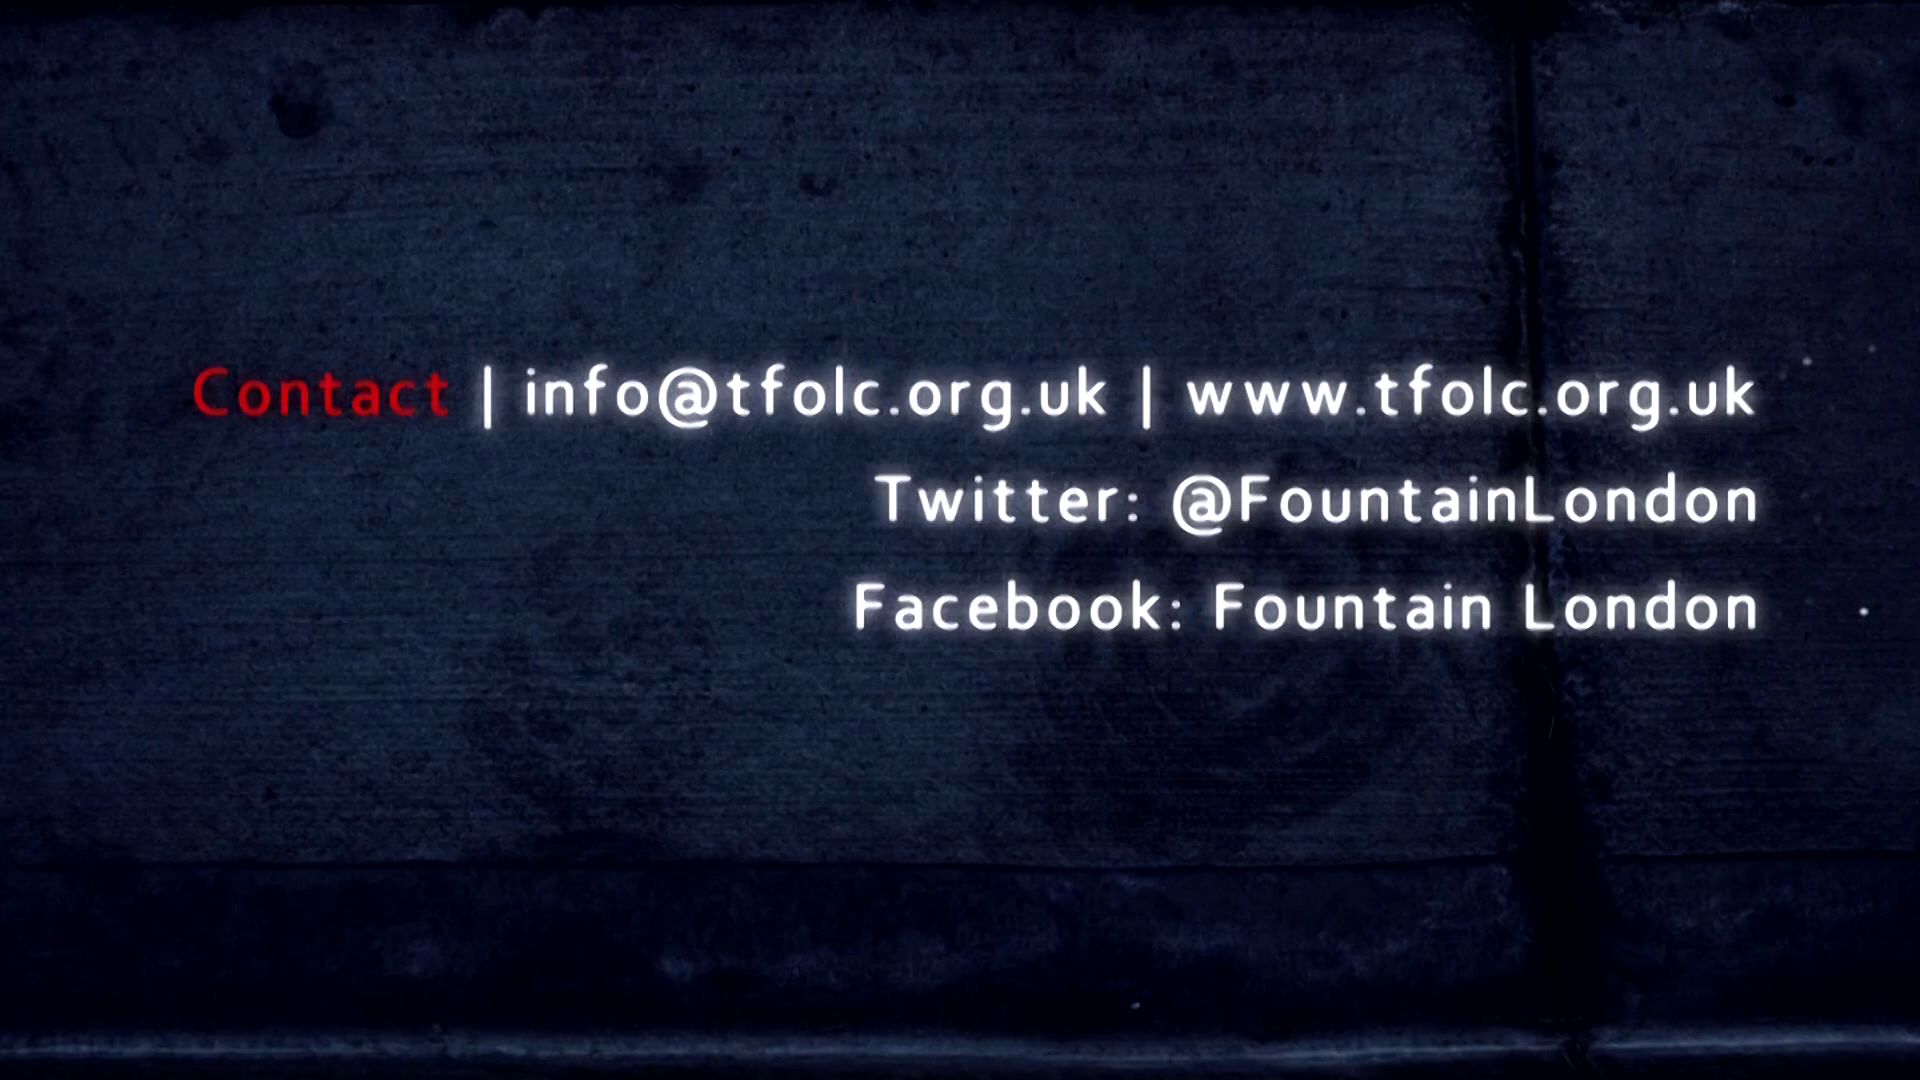 Contact | info@tfolc.org.uk | www.tfolc.org.uk
Twitter: @FountainLondon
Facebook: Fountain London